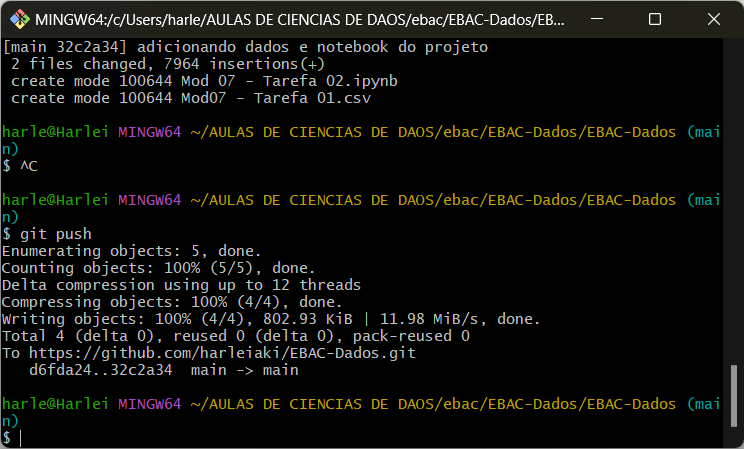 MINGW64:/c/Users/harle/AULAS DE CIENCIAS DE DAOS/ebac/EBAC-Dados/EB...
[main 32c2a34] adicionando dados e notebook do projeto
 2 files changed, 7964 insertions(+)
 create mode 100644 Mod 07 - Tarefa 02.ipynb
 create mode 100644 Mod07 - Tarefa 01.csv
harle@Harlei MINGW64 ~/AULAS DE CIENCIAS DE DAOS/ebac/EBAC-Dados/EBAC-Dados (mai
n)
$ ^C
harle@Harlei MINGW64 ~/AULAS DE CIENCIAS DE DAOS/ebac/EBAC-Dados/EBAC-Dados (mai
n)
$ git push
Enumerating objects: 5, done.
Counting objects: 100% (5/5), done.
Delta compression using up to 12 threads
Compressing objects: 100% (4/4), done.
Writing objects: 100% (4/4), 802.93 KiB | 11.98 MiB/s, done.
Total 4 (delta 0), reused 0 (delta 0), pack-reused 0
To https://github.com/harleiaki/EBAC-Dados.git
   d6fda24..32c2a34  main -> main
harle@Harlei MINGW64 ~/AULAS DE CIENCIAS DE DAOS/ebac/EBAC-Dados/EBAC-Dados (mai
n)
$